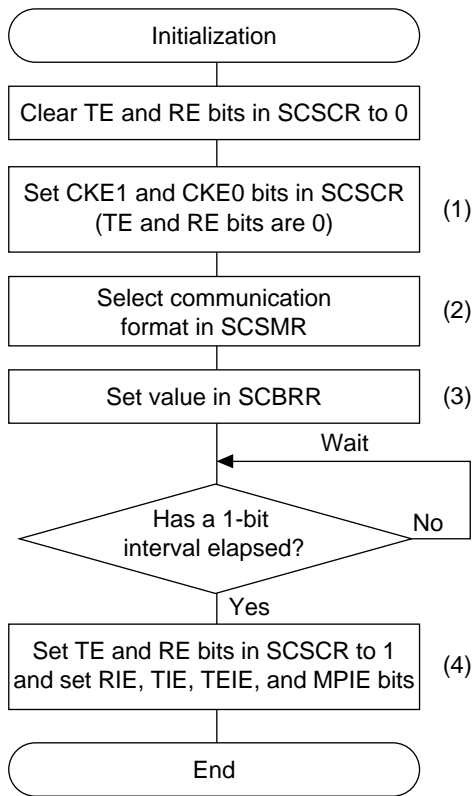 Initialization
Clear TE and RE bits in SCSCR to 0
Set CKE1 and CKE0 bits in SCSCR
(TE and RE bits are 0)
(1)
Select communication
format in SCSMR
(2)
Set value in SCBRR
(3)
Wait
Has a 1-bit
interval elapsed?
No
Yes
Set TE and RE bits in SCSCR to 1
and set RIE, TIE, TEIE, and MPIE bits
(4)
End